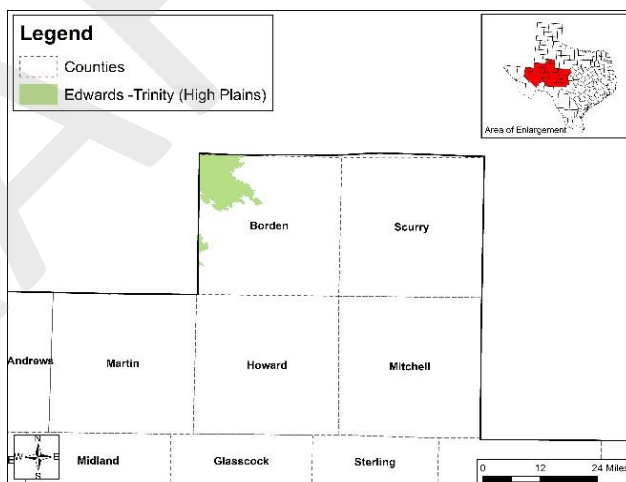 Legend
Counties
Edwards -Trinity (High Plains)
Area of Enlargement
Borden
Scurry
Andrews
Martin
Howard
Mitchell
N
W E
S
E
Midland
Glasscock
Sterling
0 12 24 Miles